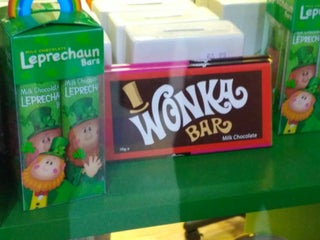 MILK CHOCOLATE
Leprechaun
Bars
Milk Chocolate
LEPRECHA
Milk Chocolate
LEPRECH
WONKA
BAR
Milk Chocolate